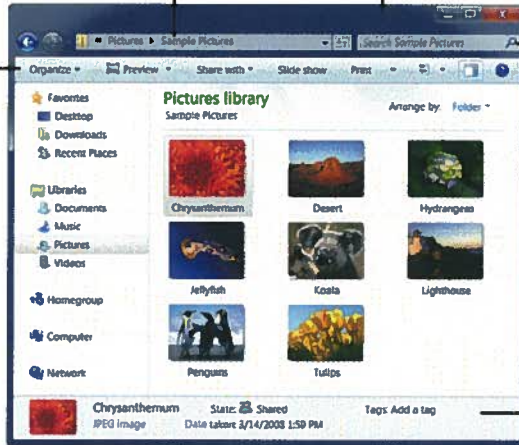 Pictures ▸ Sample Pictures
Search Sample Pictures
Organize Preview Share with Slide show Print
Favorites
Desktop
Downloads
Recent Places
Libraries
Documents
Music
Pictures
Videos
Homegroup
Computer
Network
Pictures library
Sample Pictures
Arrange by: Folder
Chrysanthemum Desert Hydrangeas
Jellyfish Koala Lighthouse
Penguins Tulips
Chrysanthemum State: Shared Tags: Add a tag
JPEG image Date taken: 3/14/2008 1:59 PM